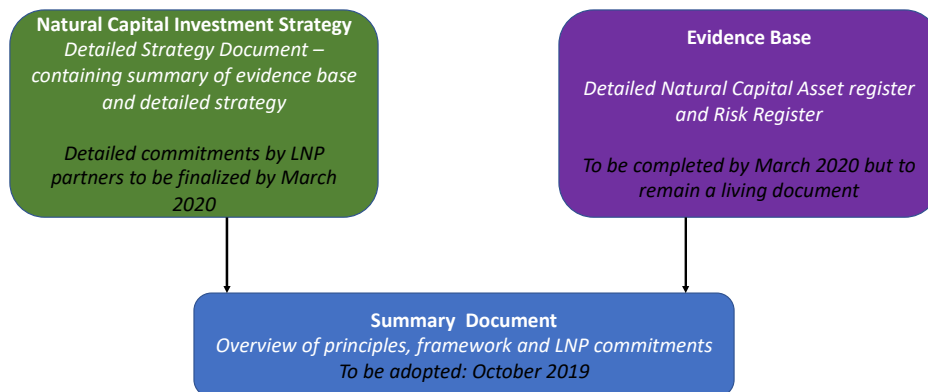 Natural Capital Investment Strategy
Detailed Strategy Document –
containing summary of evidence base
and detailed strategy
Detailed commitments by LNP
partners to be finalized by March
2020
Evidence Base
Detailed Natural Capital Asset register
and Risk Register
To be completed by March 2020 but to
remain a living document
Summary Document
Overview of principles, framework and LNP commitments
To be adopted: October 2019